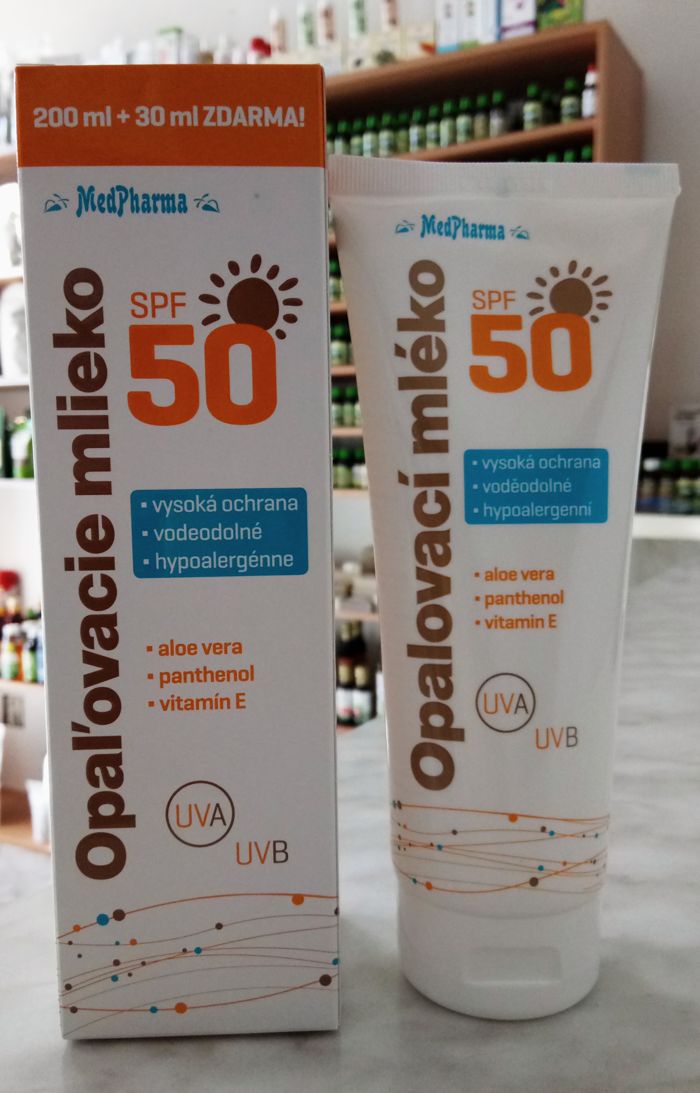 200 ml + 30 ml ZDARMA!
MedPharma
Opaľovacie mlieko
SPF
50
• vysoká ochrana
• vodeodolné
• hypoalergénne
• aloe vera
• panthenol
• vitamín E
UVA
UVB
MedPharma
Opalovací mléko
SPF
50
• vysoká ochrana
• voděodolné
• hypoalergenní
• aloe vera
• panthenol
• vitamin E
UVA
UVB